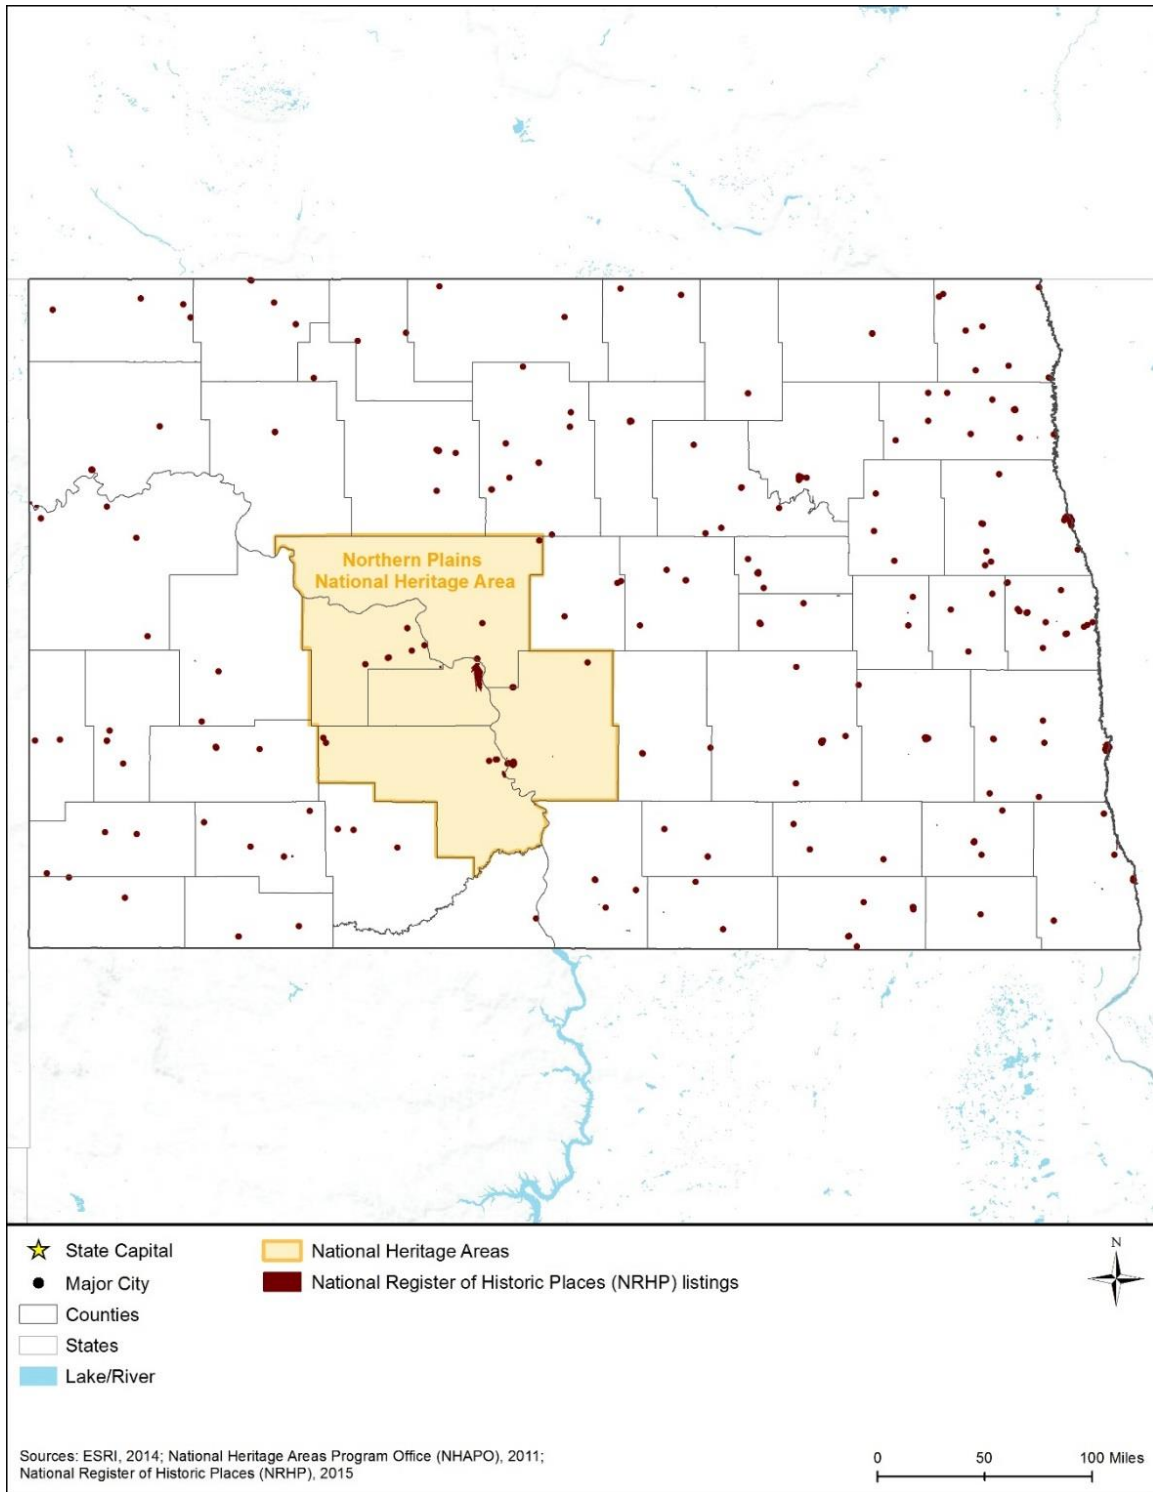 Northern Plains
National Heritage Area
State Capital
Major City
Counties
States
Lake/River
National Heritage Areas
National Register of Historic Places (NRHP) listings
N
Sources: ESRI, 2014; National Heritage Areas Program Office (NHAPO), 2011;
National Register of Historic Places (NRHP), 2015
0 50 100 Miles